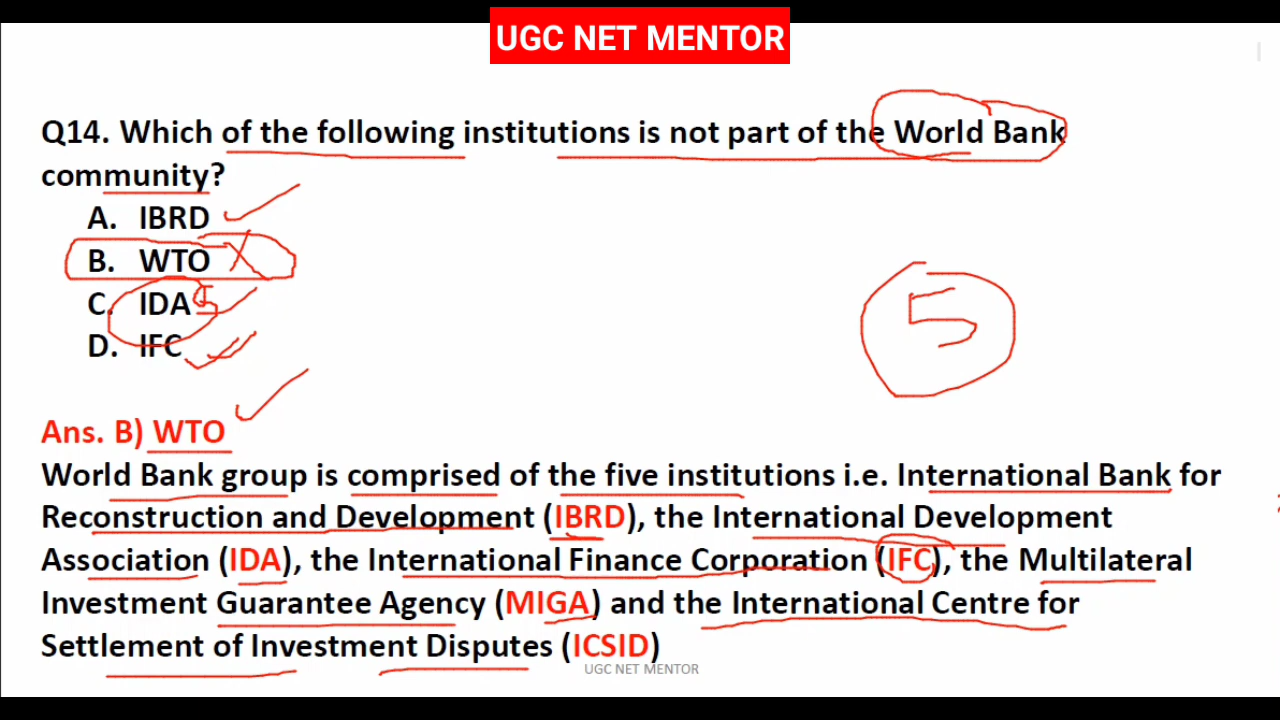 UGC NET MENTOR
Q14. Which of the following institutions is not part of the World Bank
community?
A. IBRD
B. WTO
C. IDA
D. IFC
5
Ans. B) WTO
World Bank group is comprised of the five institutions i.e. International Bank for
Reconstruction and Development (IBRD), the International Development
Association (IDA), the International Finance Corporation (IFC), the Multilateral
Investment Guarantee Agency (MIGA) and the International Centre for
Settlement of Investment Disputes (ICSID)
UGC NET MENTOR